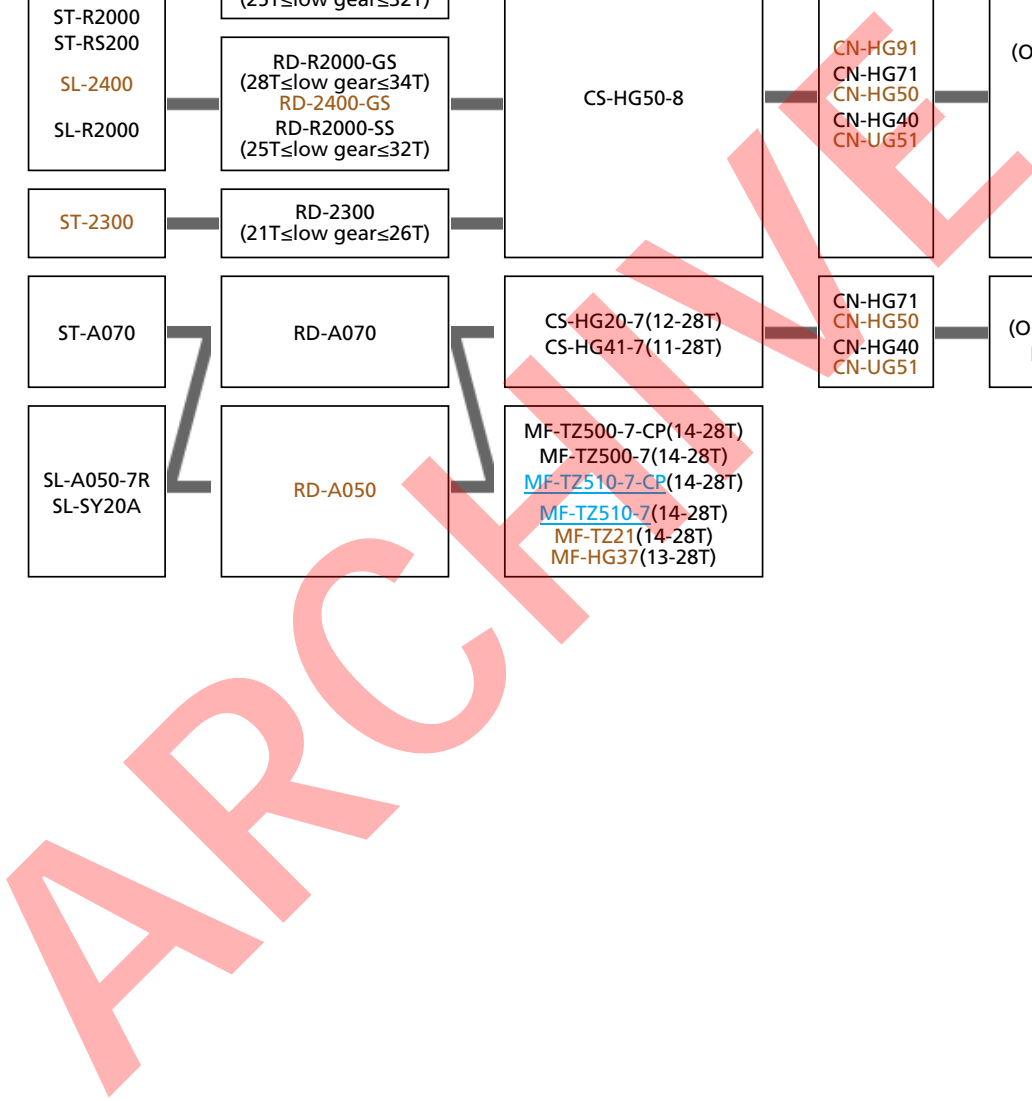 (25T≤low gear≤32T)
ST-R2000
ST-RS200
SL-2400
SL-R2000
RD-R2000-GS
(28T≤low gear≤34T)
RD-2400-GS
RD-R2000-SS
(25T≤low gear≤32T)
CS-HG50-8
CN-HG91
CN-HG71
CN-HG50
CN-HG40
CN-UG51
(O
ST-2300
RD-2300
(21T≤low gear≤26T)
ST-A070
RD-A070
CS-HG20-7(12-28T)
CS-HG41-7(11-28T)
CN-HG71
CN-HG50
CN-HG40
CN-UG51
(O
SL-A050-7R
SL-SY20A
RD-A050
MF-TZ500-7-CP(14-28T)
MF-TZ500-7(14-28T)
MF-TZ510-7-CP(14-28T)
MF-TZ510-7(14-28T)
MF-TZ21(14-28T)
MF-HG37(13-28T)
ARCHIVE